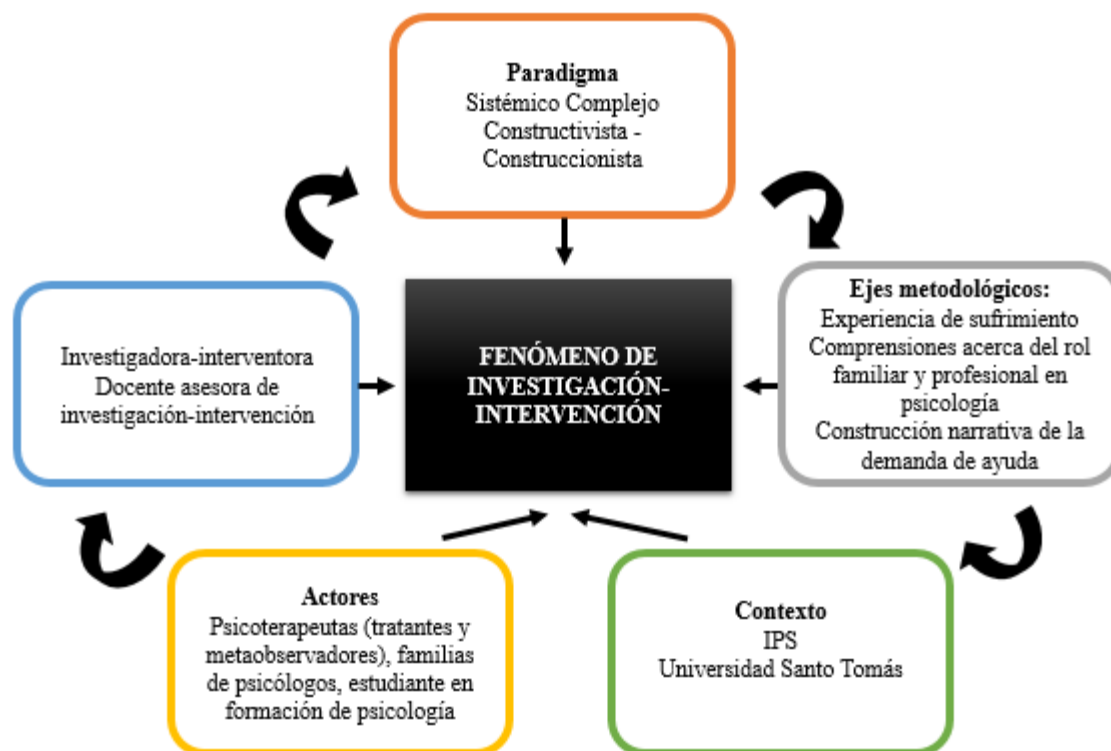 Paradigma
Sistémico Complejo
Constructivista -
Construccionista
Investigadora-interventora
Docente asesora de
investigación-intervención
FENÓMENO DE
INVESTIGACIÓN-
INTERVENCIÓN
Ejes metodológicos:
Experiencia de sufrimiento
Comprensiones acerca del rol
familiar y profesional en
psicología
Construcción narrativa de la
demanda de ayuda
Actores
Psicoterapeutas (tratantes y
metaobservadores), familias
de psicólogos, estudiante en
formación de psicología
Contexto
IPS
Universidad Santo Tomás